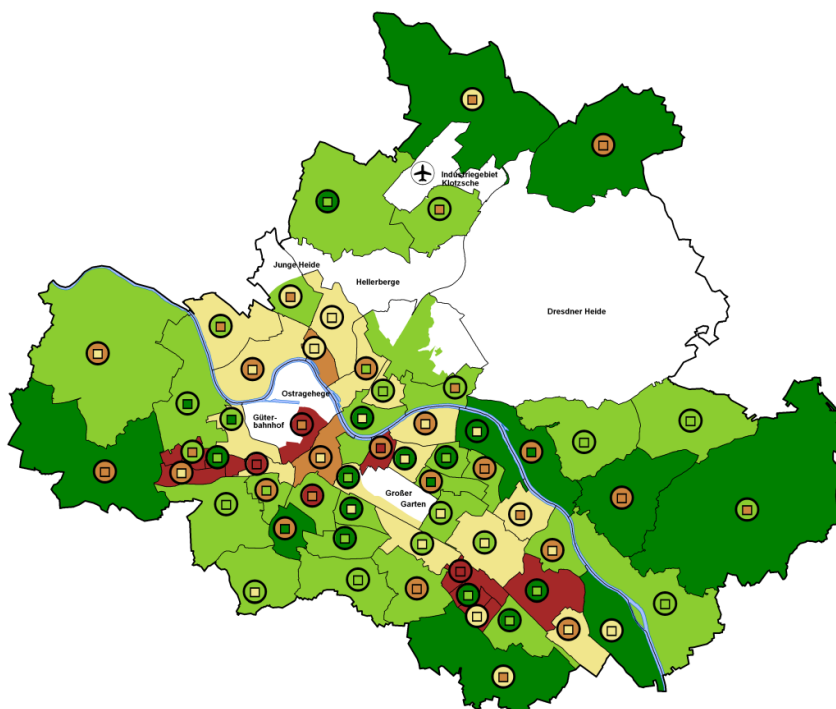 Industriegebiet
Klotzsche
Junge Heide
Hellerberge
Dresdner Heide
Ostragehege
Güter-
bahnhof
Großer
Garten